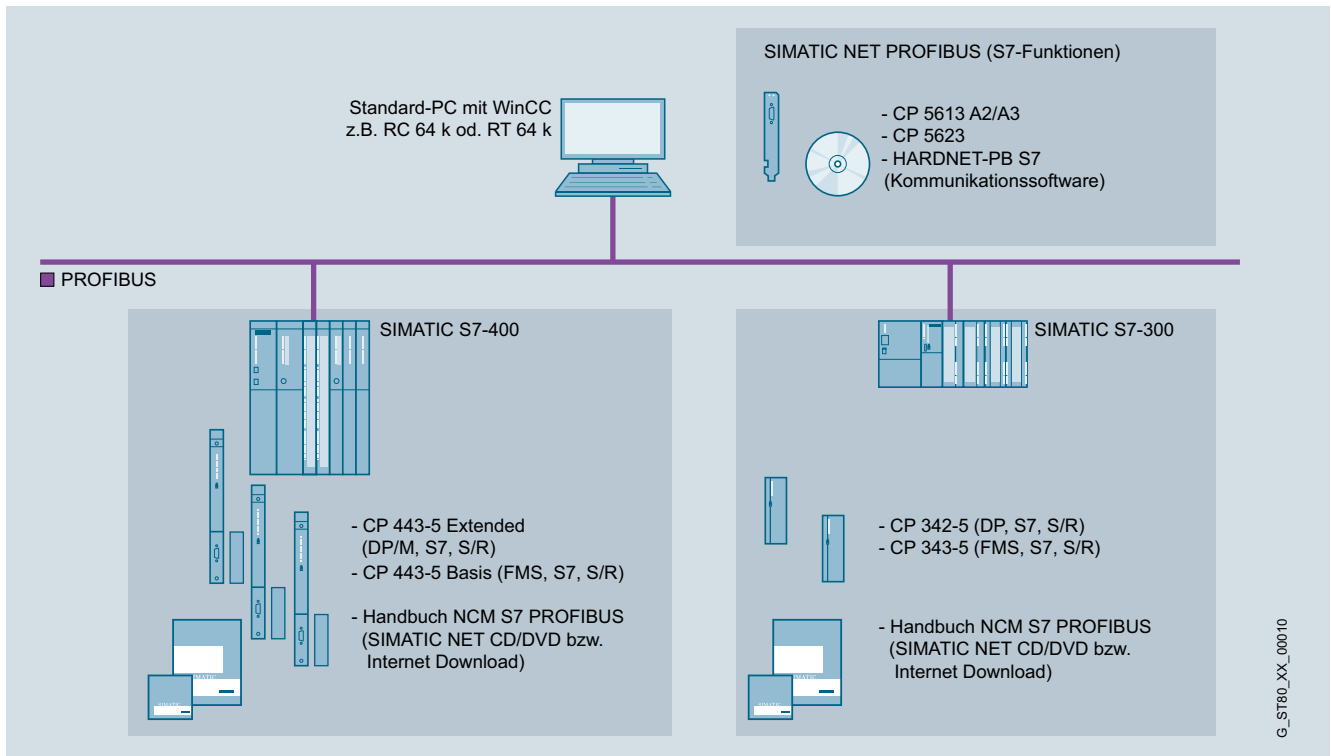 SIMATIC NET PROFIBUS (S7-Funktionen)
Standard-PC mit WinCC
z.B. RC 64 k od. RT 64 k
- CP 5613 A2/A3
- CP 5623
- HARDNET-PB S7
(Kommunikationssoftware)
PROFIBUS
SIMATIC S7-400
- CP 443-5 Extended
(DP/M, S7, S/R)
- CP 443-5 Basis (FMS, S7, S/R)
- Handbuch NCM S7 PROFIBUS
(SIMATIC NET CD/DVD bzw.
Internet Download)
SIMATIC
SIMATIC
SIMATIC S7-300
- CP 342-5 (DP, S7, S/R)
- CP 343-5 (FMS, S7, S/R)
- Handbuch NCM S7 PROFIBUS
(SIMATIC NET CD/DVD bzw.
Internet Download)
SIMATIC
SIMATIC
G_ST80_XX_00010